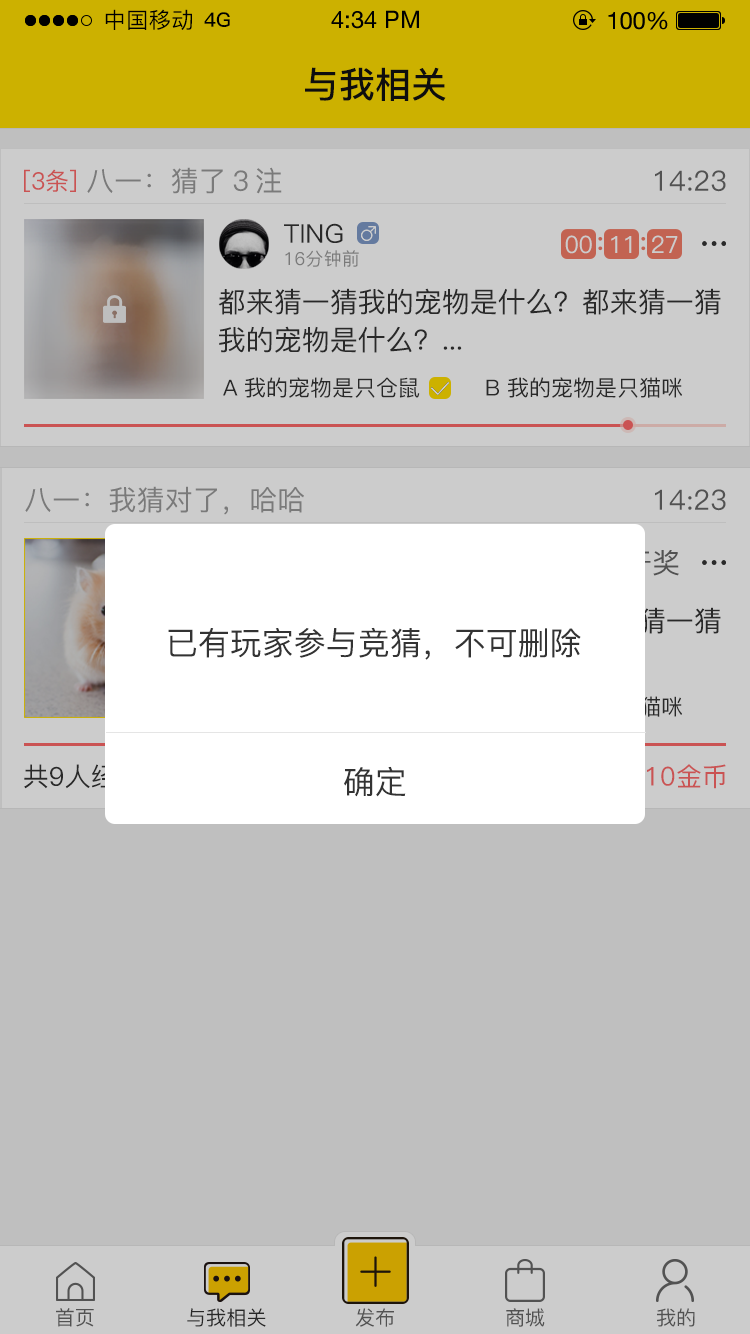 中国移动 4G 4:34 PM 100%
与我相关
[3条] 八一：猜了3注 14:23
TING 00:11:27
16分钟前
都来猜一猜我的宠物是什么？都来猜一猜
我的宠物是什么？...
A 我的宠物是只仓鼠 B 我的宠物是只猫咪
八一：我猜对了，哈哈 14:23
奖
猜一猜
已有玩家参与竞猜，不可删除
猫咪
共9人 10金币
确定
首页 与我相关 发布 商城 我的